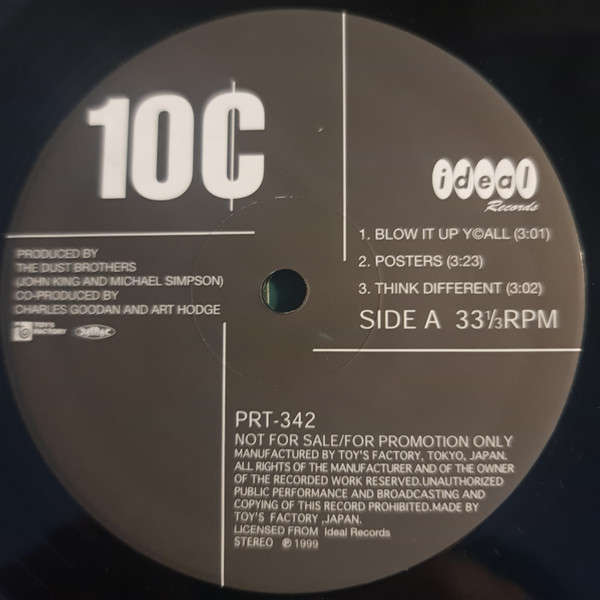 10¢
ideal
Records
1. BLOW IT UP Y©ALL (3:01)
2. POSTERS (3:23)
3. THINK DIFFERENT (3:02)
SIDE A 33⅓RPM
PRODUCED BY
THE DUST BROTHERS
(JOHN KING AND MICHAEL SIMPSON)
CO-PRODUCED BY
CHARLES GOODAN AND ART HODGE
TOY'S
FACTORY
PRT-342
NOT FOR SALE/FOR PROMOTION ONLY
MANUFACTURED BY TOY'S FACTORY, TOKYO, JAPAN.
ALL RIGHTS OF THE MANUFACTURER AND OF THE OWNER
OF THE RECORDED WORK RESERVED.UNAUTHORIZED
PUBLIC PERFORMANCE AND BROADCASTING AND
COPYING OF THIS RECORD PROHIBITED.MADE BY
TOY'S FACTORY ,JAPAN.
LICENSED FROM Ideal Records
STEREO ℗ 1999